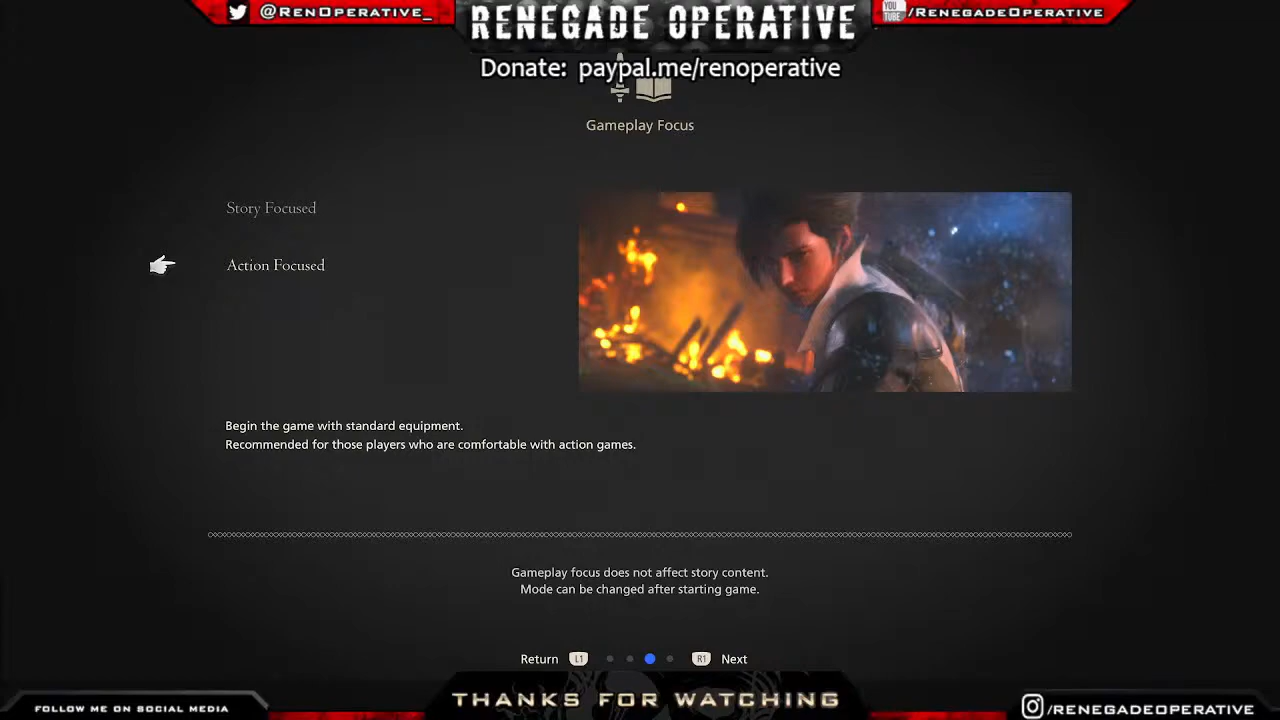 @RenOperative_
RENEGADE OPERATIVE
YOU
TUBE
/RenegadeOperative
Donate: paypal.me/renoperative
Gameplay Focus
Story Focused
Action Focused
Begin the game with standard equipment.
Recommended for those players who are comfortable with action games.
Gameplay focus does not affect story content.
Mode can be changed after starting game.
Return L1 R1 Next
THANKS FOR WATCHING
FOLLOW ME ON SOCIAL MEDIA
/RENEGADEOPERATIVE